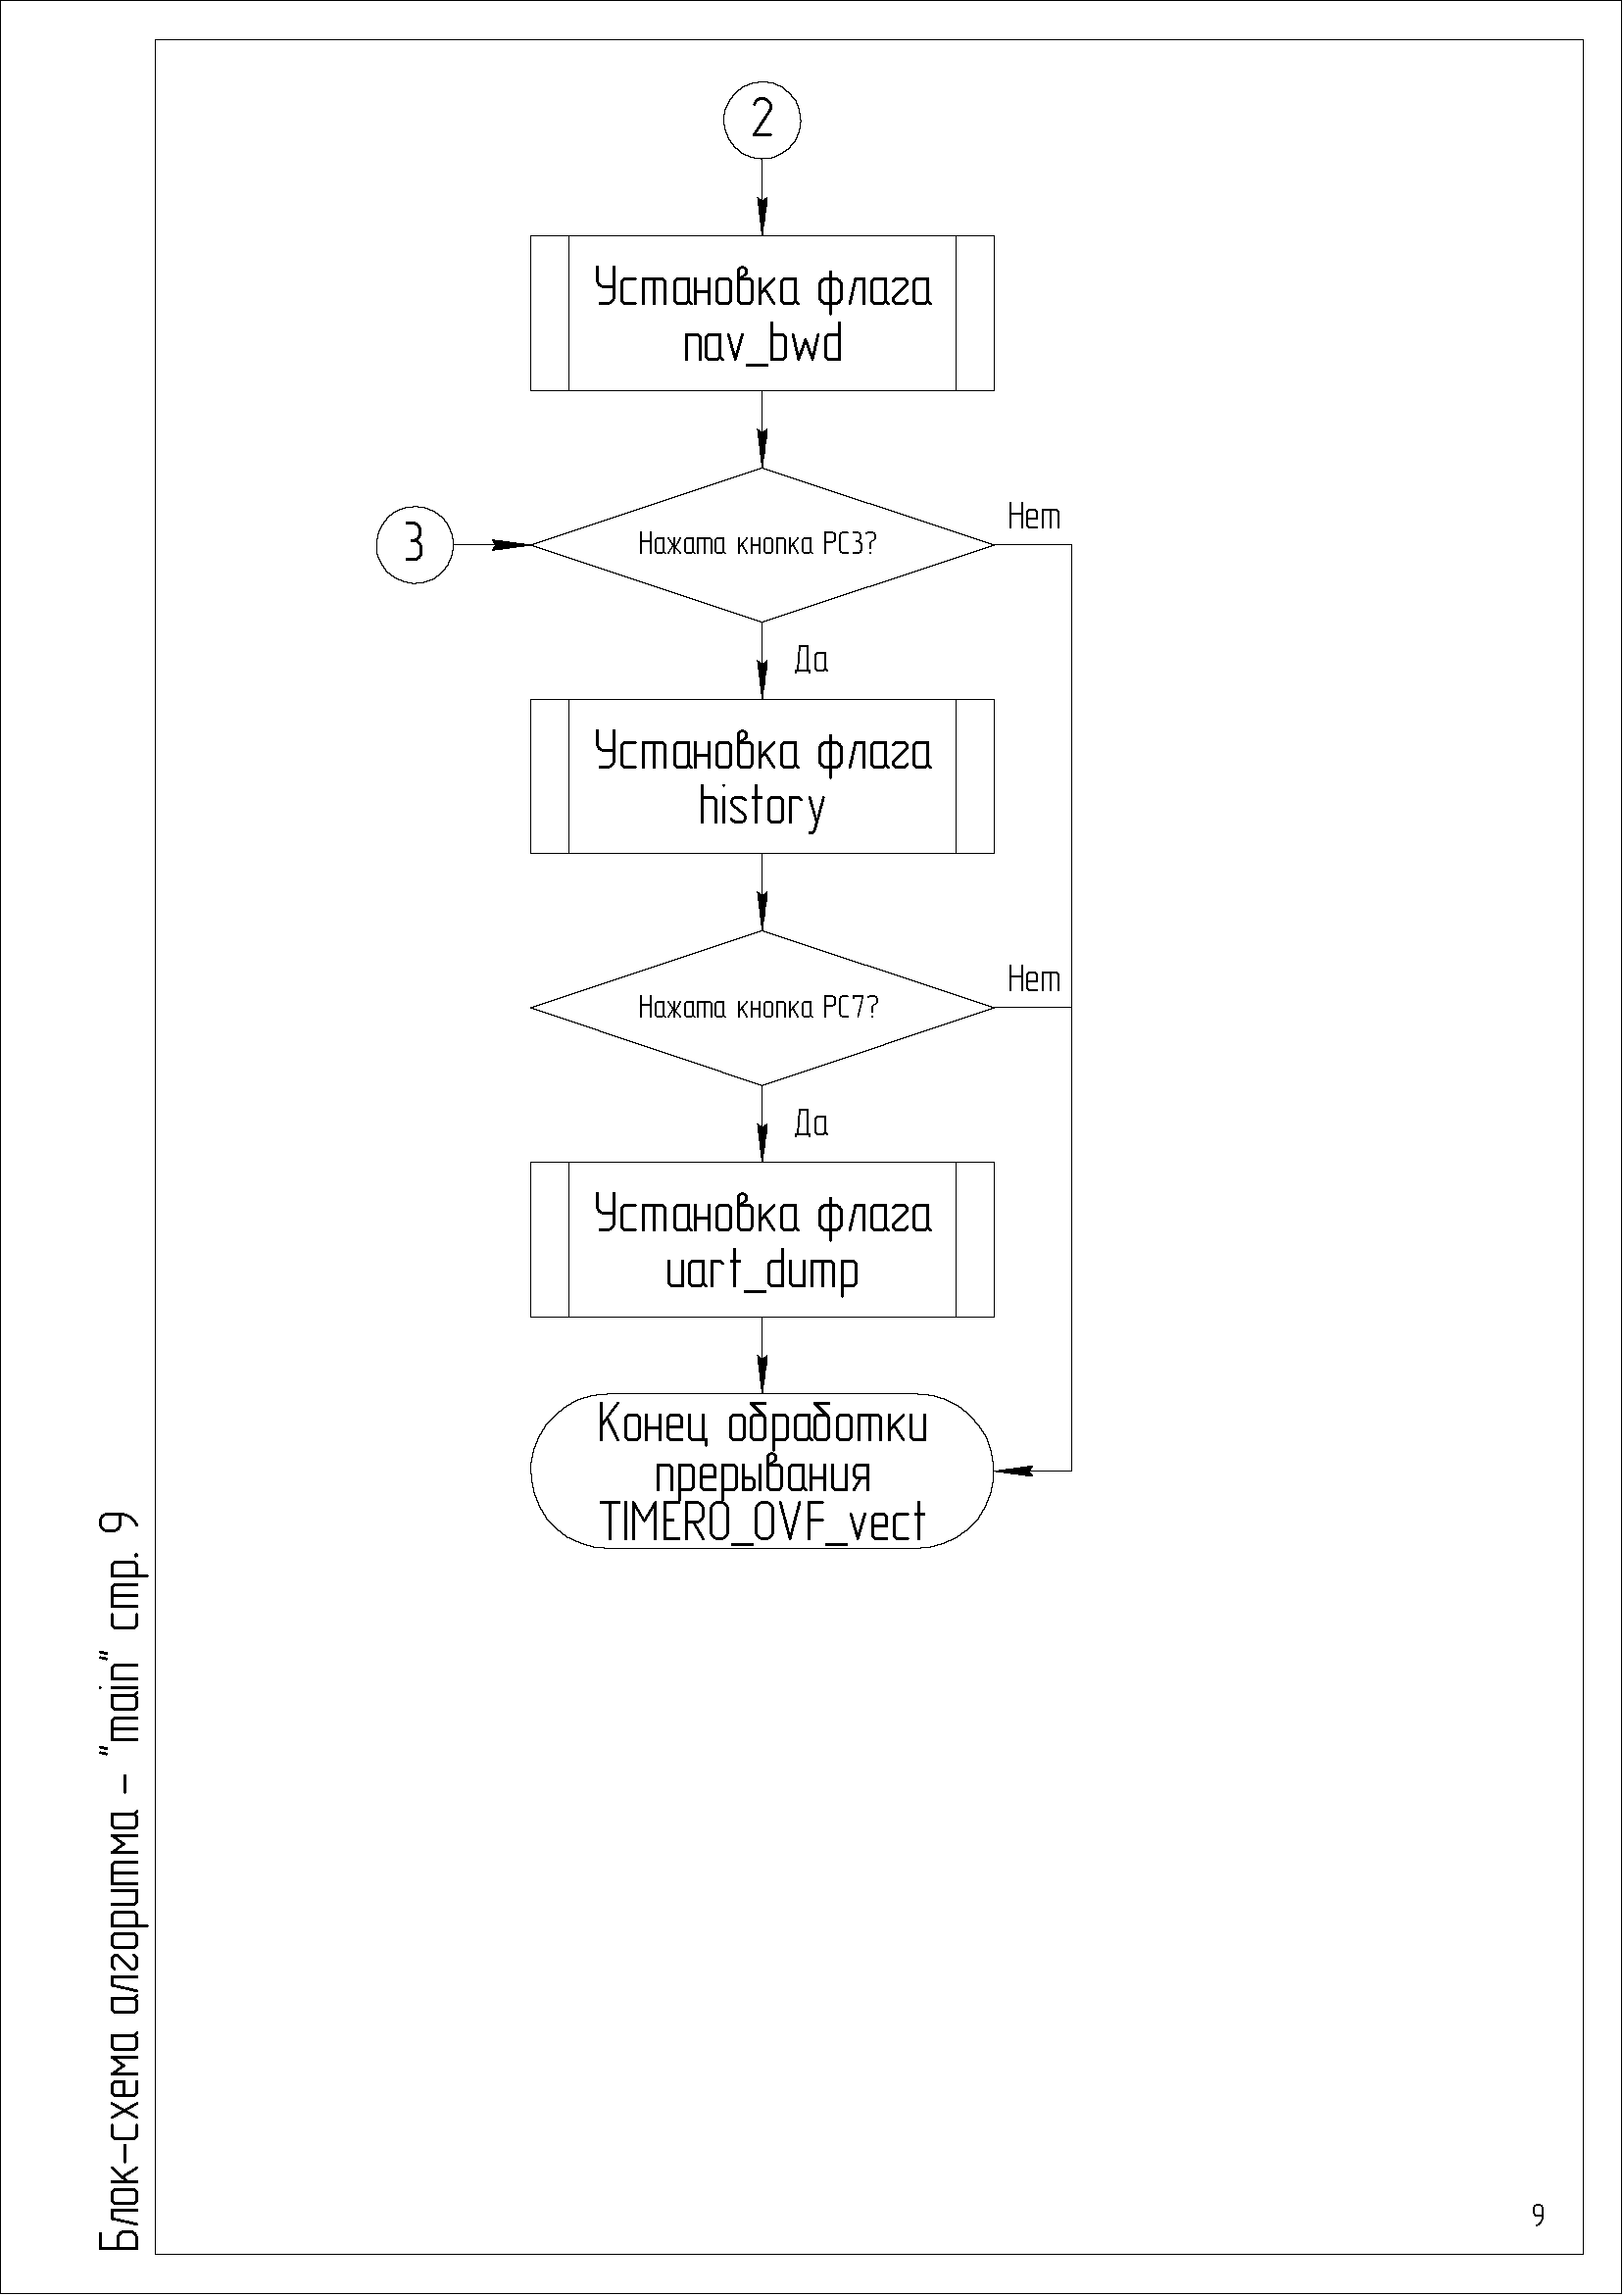 2
Установка флага
nav_bwd
3
Нажата кнопка PC3?
Нет
Да
Установка флага
history
Нажата кнопка PC7?
Нет
Да
Установка флага
uart_dump
Конец обработки
прерывания
TIMER0_OVF_vect
Блок-схема алгоритма - "main" стр. 9
9